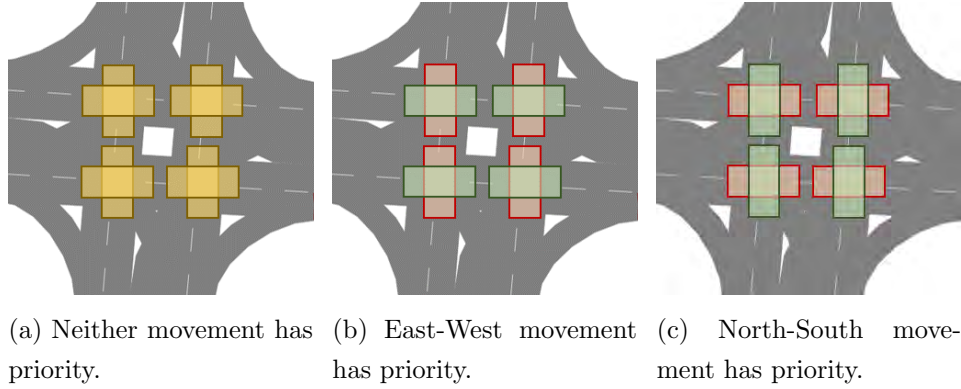 (a) Neither movement has
priority.
(b) East-West movement
has priority.
(c) North-South move-
ment has priority.